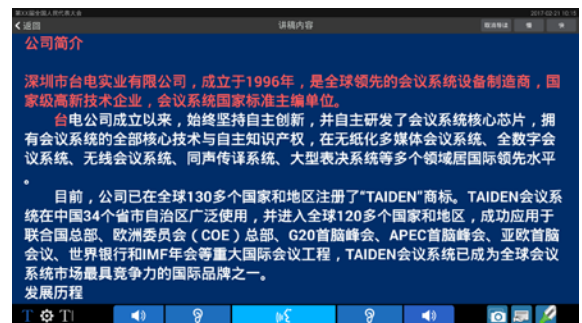 第XX届全国人民代表大会 2017-02-21 10:15
返回 讲稿内容 取消导读 慢 快
公司简介
深圳市台电实业有限公司，成立于1996年，是全球领先的会议系统设备制造商，国
家级高新技术企业，会议系统国家标准主编单位。
台电公司成立以来，始终坚持自主创新，并自主研发了会议系统核心芯片，拥
有会议系统的全部核心技术与自主知识产权，在无纸化多媒体会议系统、全数字会
议系统、无线会议系统、同声传译系统、大型表决系统等多个领域居国际领先水平
。
目前，公司已在全球130多个国家和地区注册了“TAIDEN”商标。TAIDEN会议系
统在中国34个省市自治区广泛使用，并进入全球120多个国家和地区，成功应用于
联合国总部、欧洲委员会（COE）总部、G20首脑峰会、APEC首脑峰会、亚欧首脑
会议、世界银行和IMF年会等重大国际会议工程，TAIDEN会议系统已成为全球会议
系统市场最具竞争力的国际品牌之一。
发展历程
T T